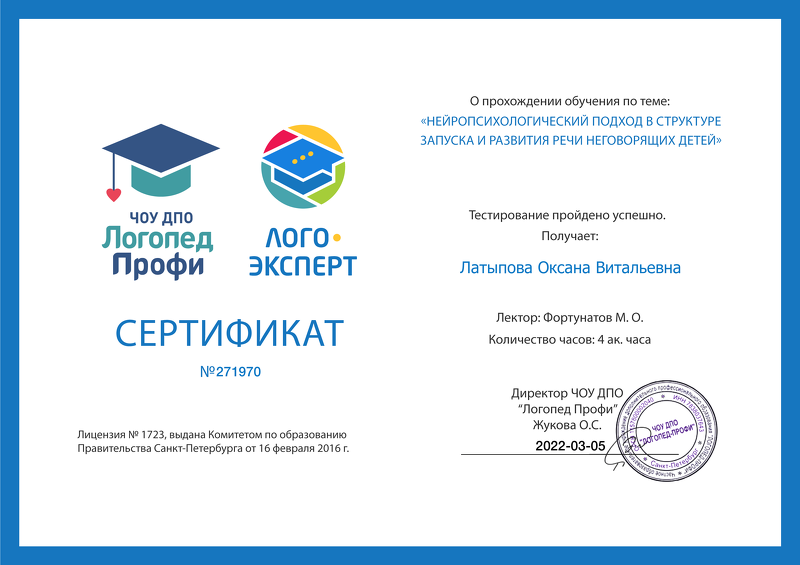 ЧОУ ДПО
Логопед
Профи
ЛОГО
ЭКСПЕРТ
СЕРТИФИКАТ
№271970
Лицензия № 1723, выдана Комитетом по образованию
Правительства Санкт-Петербурга от 16 февраля 2016 г.
О прохождении обучения по теме:
«НЕЙРОПСИХОЛОГИЧЕСКИЙ ПОДХОД В СТРУКТУРЕ
ЗАПУСКА И РАЗВИТИЯ РЕЧИ НЕГОВОРЯЩИХ ДЕТЕЙ»
Тестирование пройдено успешно.
Получает:
Латыпова Оксана Витальевна
Лектор: Фортунатов М. О.
Количество часов: 4 ак. часа
Директор ЧОУ ДПО
"Логопед Профи"
Жукова О.С.
2022-03-05
ЧОУ ДПО
"ЛОГОПЕД-ПРОФИ"
Санкт-Петербург